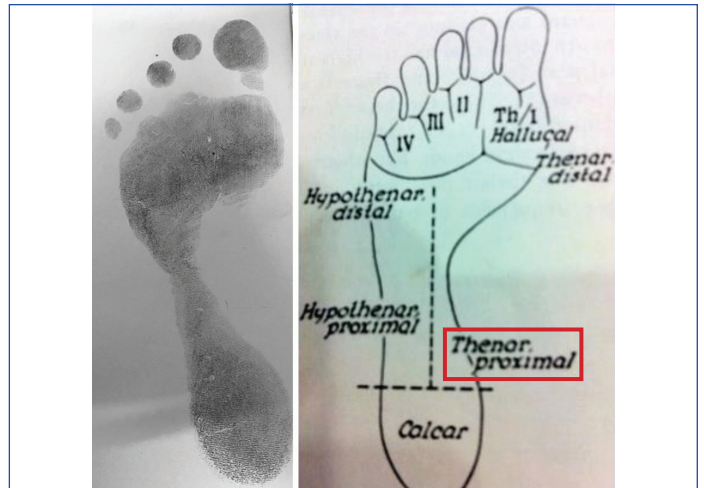 IV
III
II
Th/I
Hallucal
Thenar.
distal
Hypothenar.
distal
Hypothenar.
proximal
Thenar.
proximal
Calcar